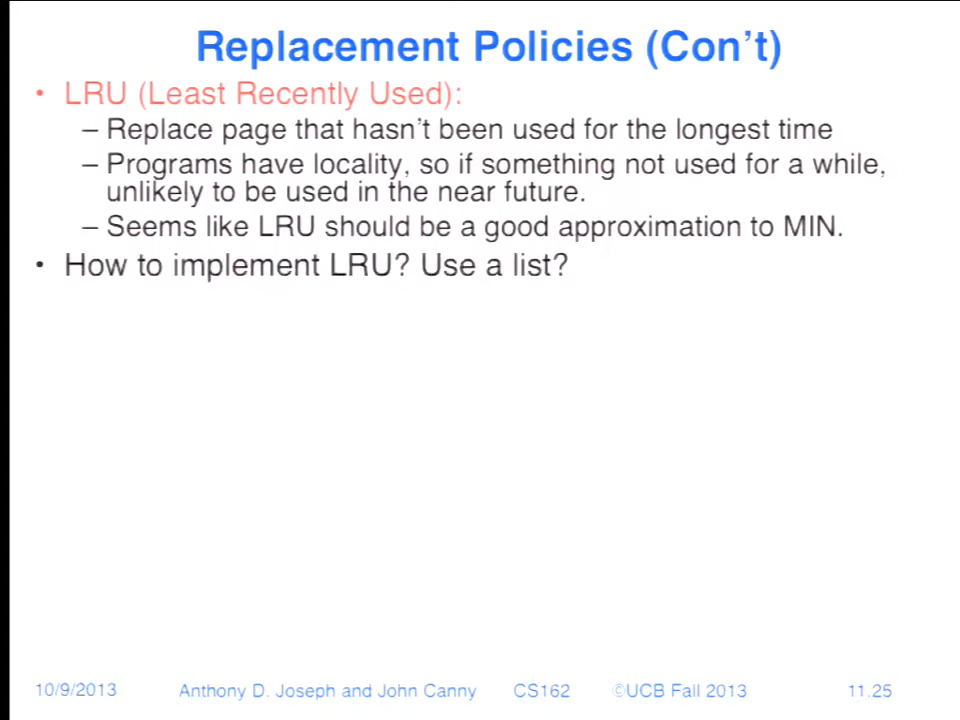 Replacement Policies (Con't)
• LRU (Least Recently Used):
– Replace page that hasn't been used for the longest time
– Programs have locality, so if something not used for a while,
unlikely to be used in the near future.
– Seems like LRU should be a good approximation to MIN.
• How to implement LRU? Use a list?
10/9/2013 Anthony D. Joseph and John Canny CS162 ©UCB Fall 2013 11.25